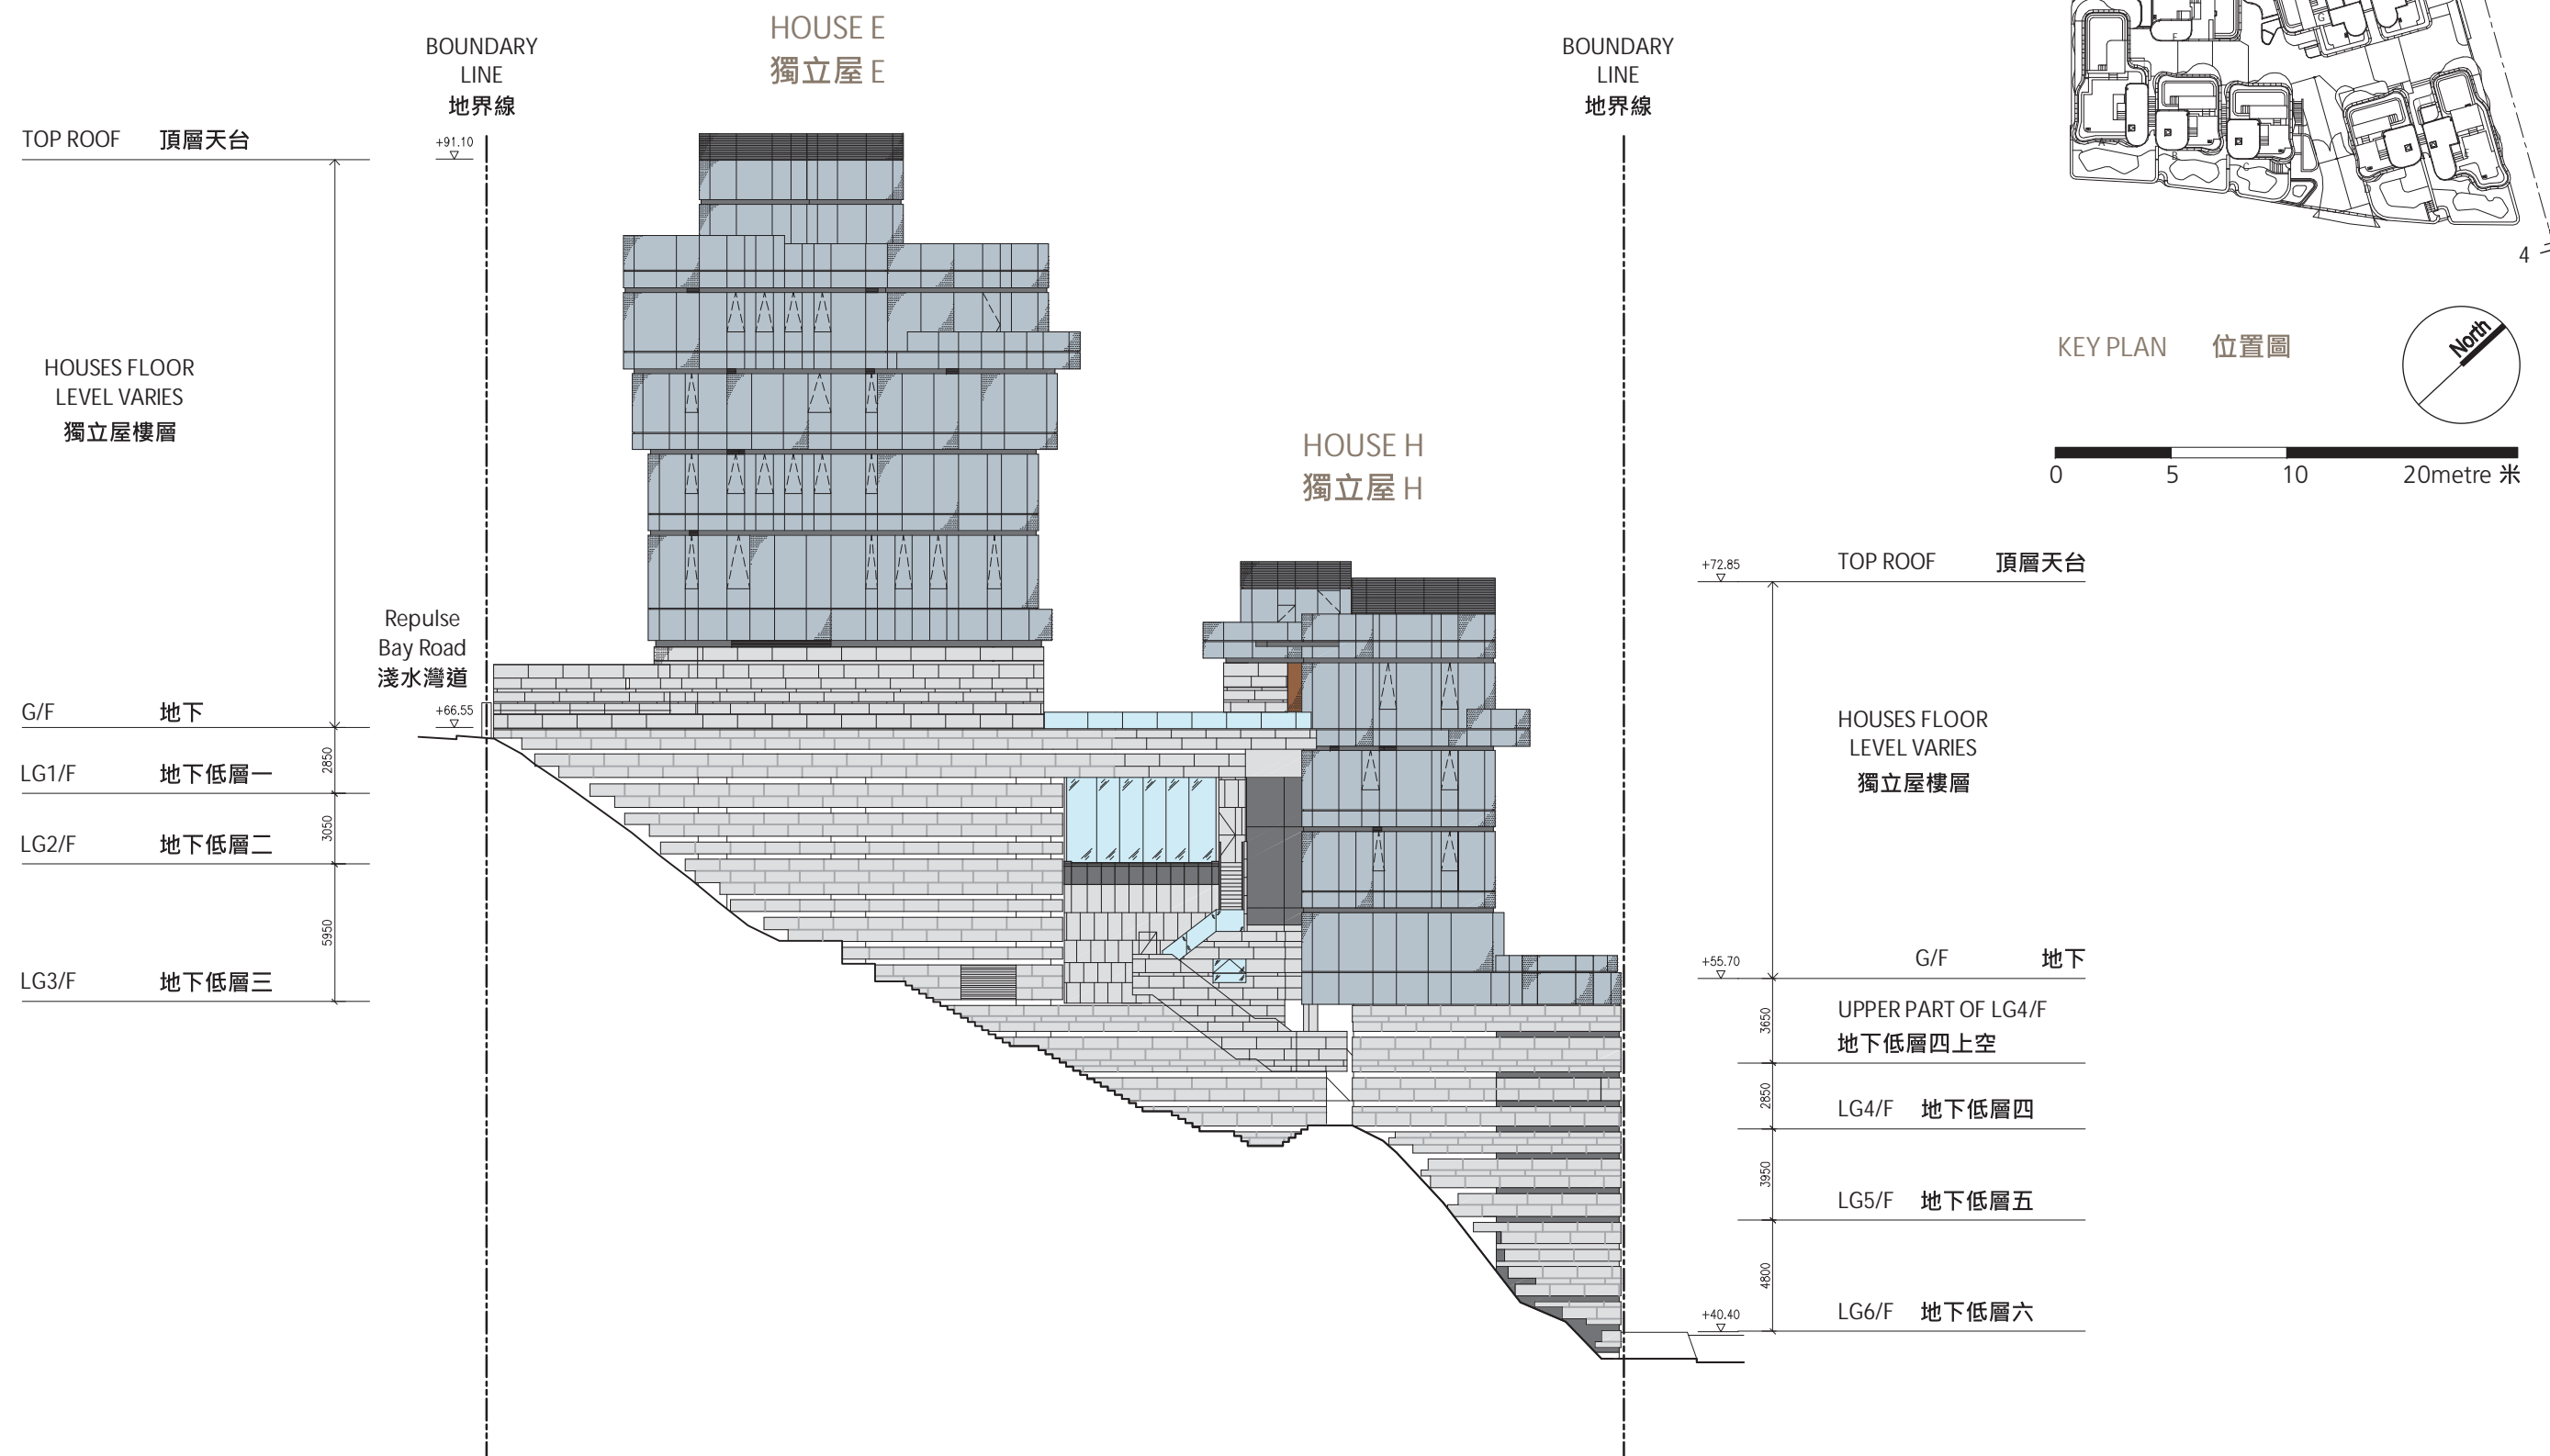 HOUSE E
獨立屋 E
BOUNDARY
LINE
地界線
BOUNDARY
LINE
地界線
TOP ROOF 頂層天台
+91.10
HOUSES FLOOR
LEVEL VARIES
獨立屋樓層
Repulse
Bay Road
淺水灣道
G/F 地下
+66.55
2850
LG1/F 地下低層一
3050
LG2/F 地下低層二
5950
LG3/F 地下低層三
HOUSE H
獨立屋 H
4
KEY PLAN 位置圖
North
0 5 10 20metre 米
+72.85
TOP ROOF 頂層天台
HOUSES FLOOR
LEVEL VARIES
獨立屋樓層
+55.70
G/F 地下
3650
UPPER PART OF LG4/F
地下低層四上空
2850
LG4/F 地下低層四
3950
LG5/F 地下低層五
4800
+40.40
LG6/F 地下低層六